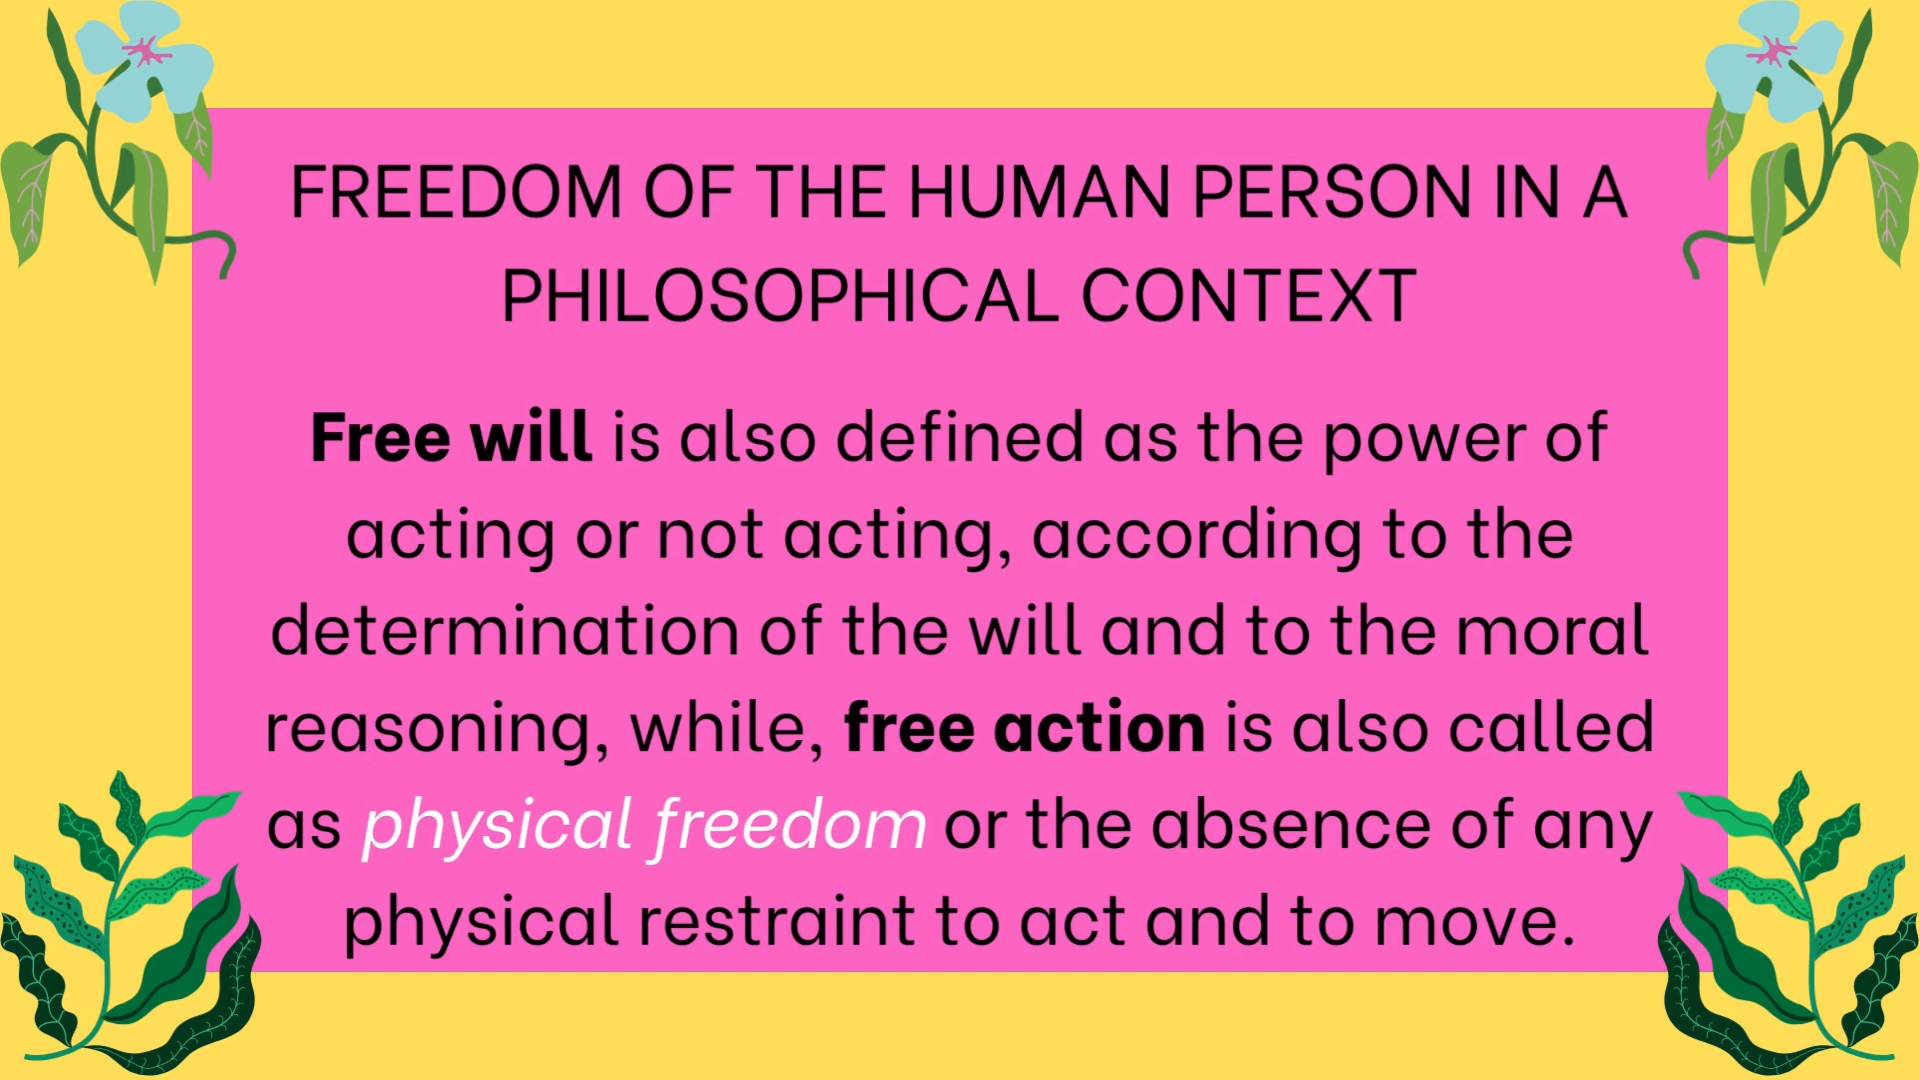 FREEDOM OF THE HUMAN PERSON IN A
PHILOSOPHICAL CONTEXT
Free will is also defined as the power of
acting or not acting, according to the
determination of the will and to the moral
reasoning, while, free action is also called
as physical freedom or the absence of any
physical restraint to act and to move.